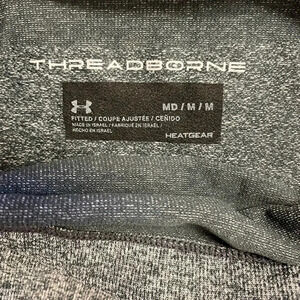 THREADBORNE
MD / M / M
FITTED / COUPE AJUSTÉE / CEÑIDO
MADE IN ISRAEL / FABRIQUÉ EN ISRAËL /
HECHO EN ISRAEL
HEATGEAR